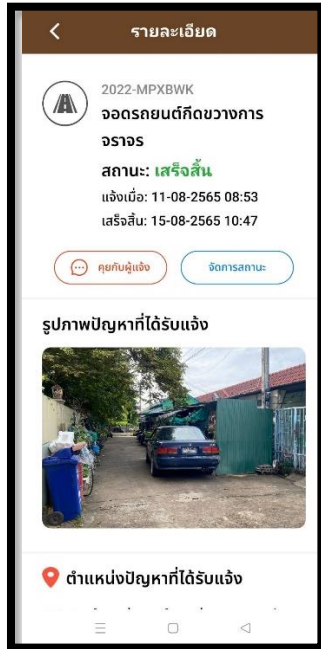 รายละเอียด
2022-MPXBWK
จอดรถยนต์กีดขวางการ
จราจร
สถานะ: เสร็จสิ้น
แจ้งเมื่อ: 11-08-2565 08:53
เสร็จสิ้น: 15-08-2565 10:47
คุยกับผู้แจ้ง
จัดการสถานะ
รูปภาพปัญหาที่ได้รับแจ้ง
ตำแหน่งปัญหาที่ได้รับแจ้ง